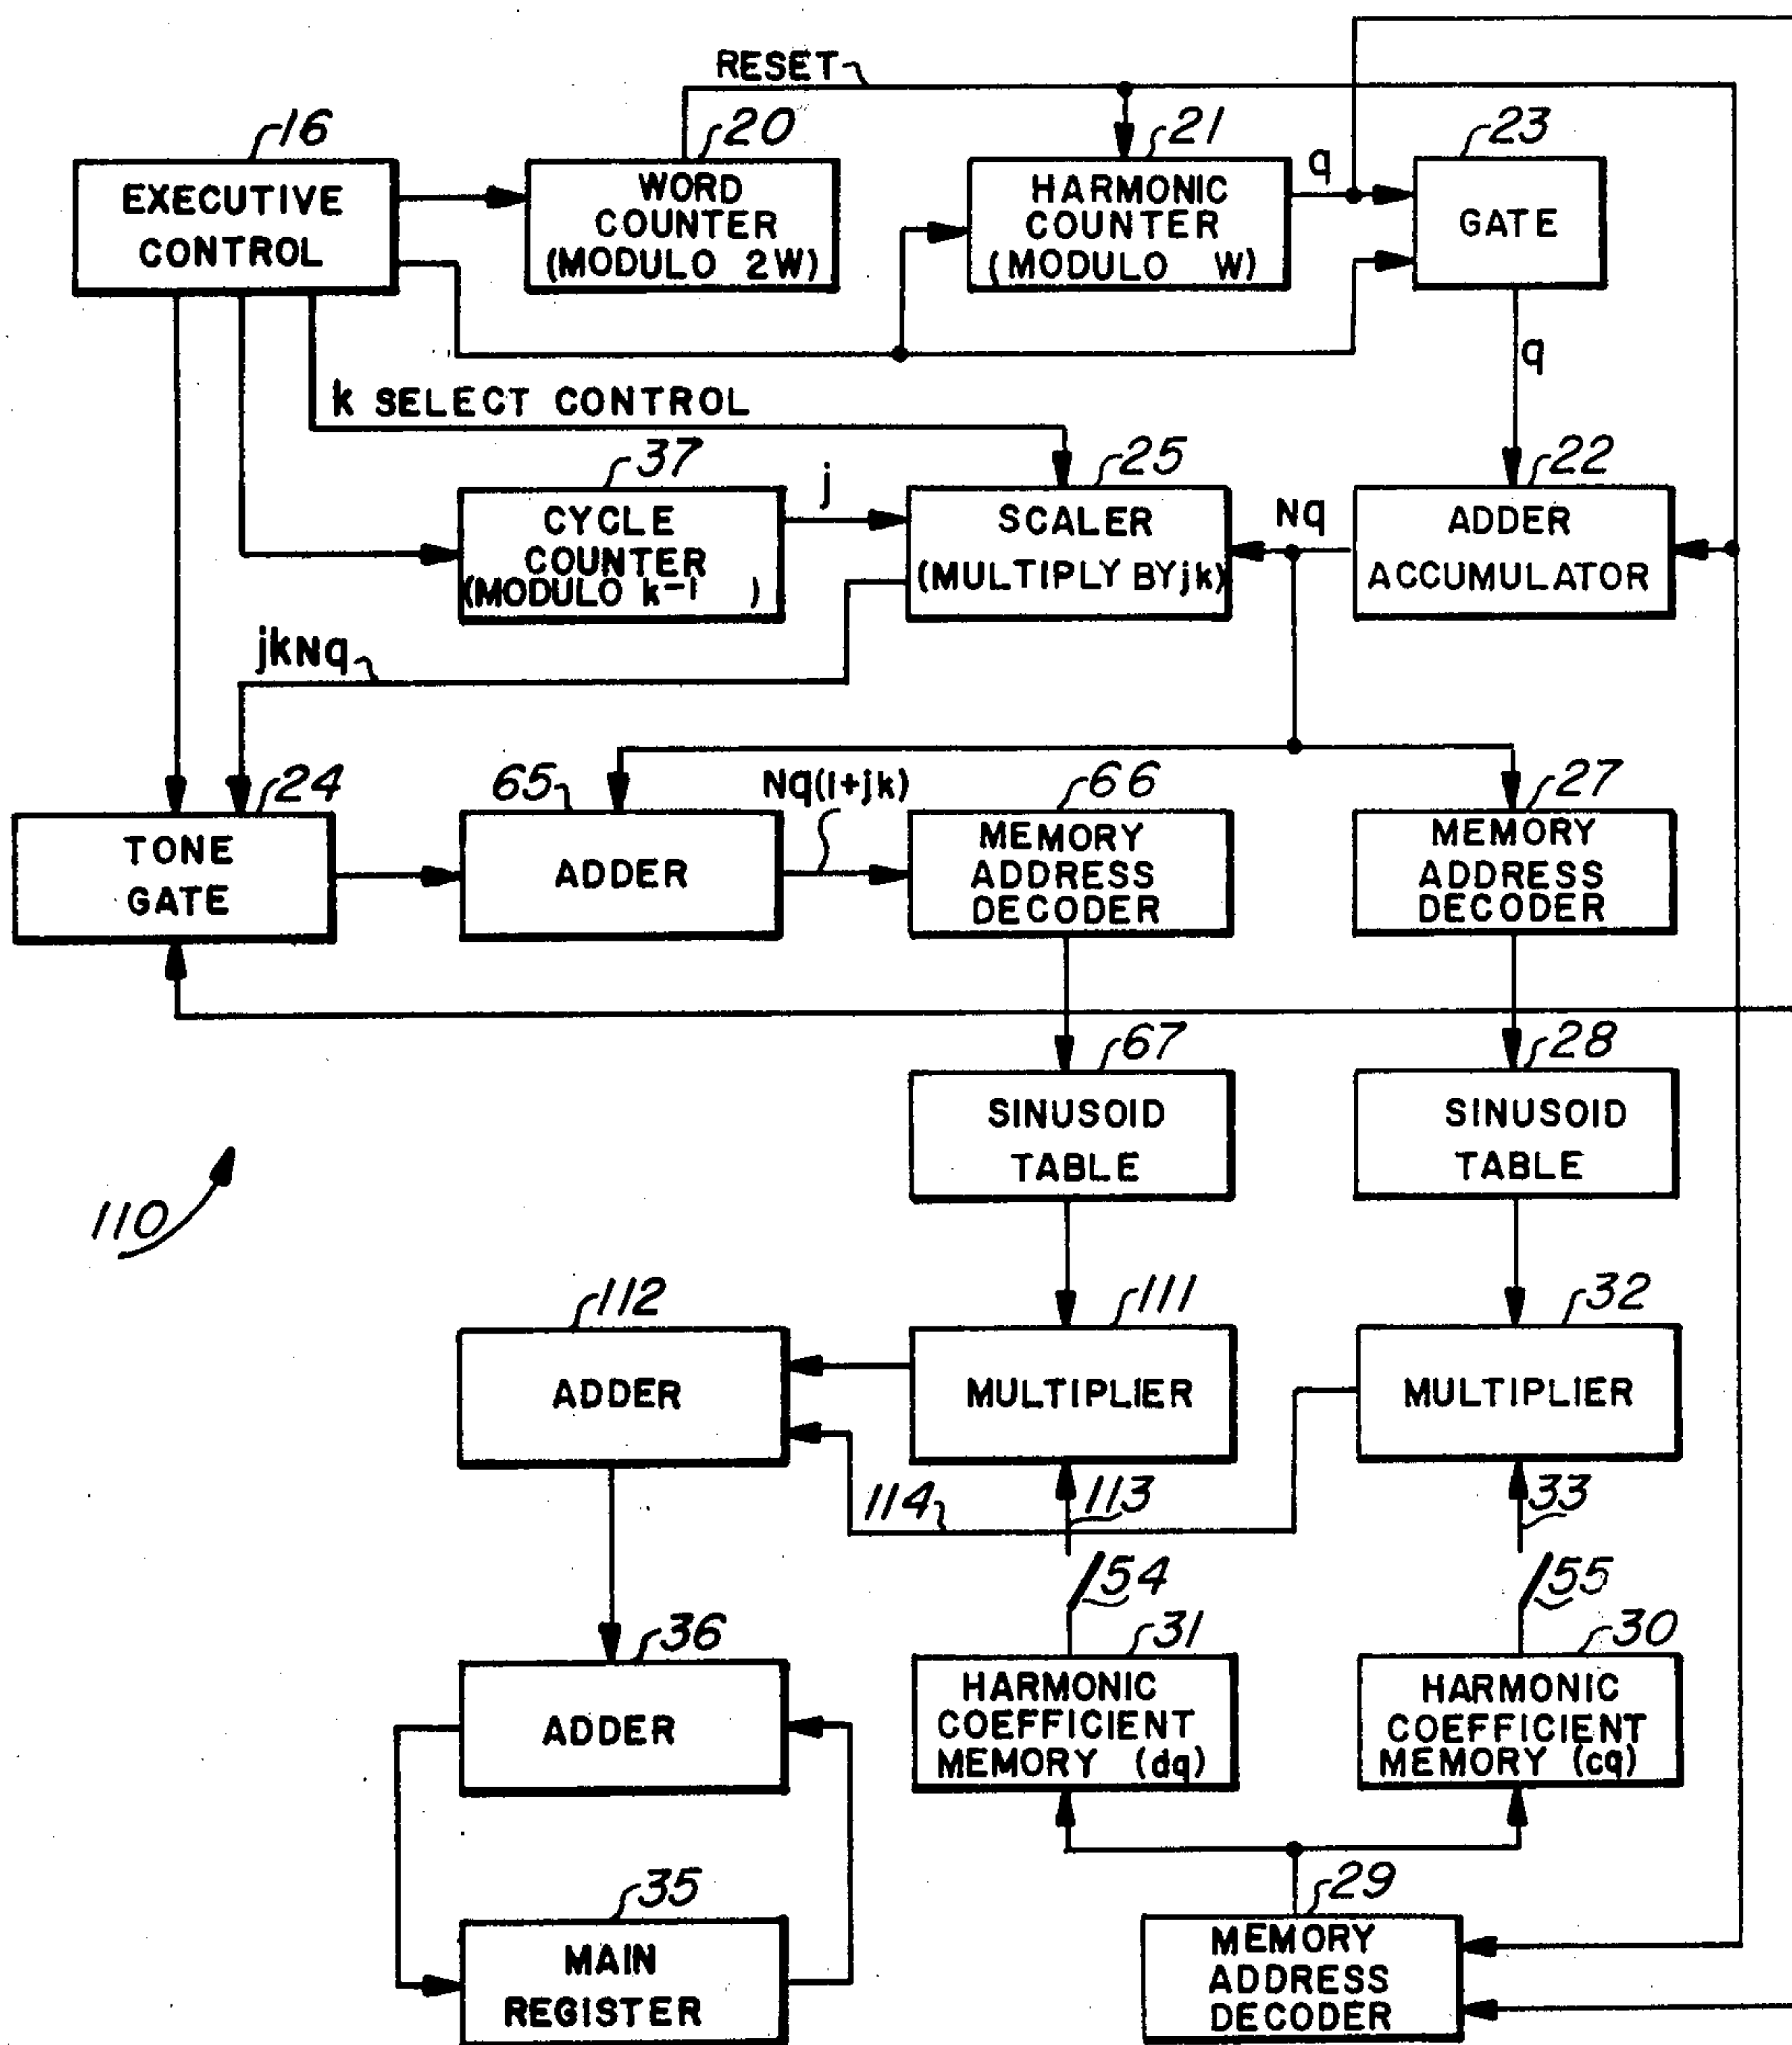 RESET
16
20
21
23
EXECUTIVE
CONTROL
WORD
COUNTER
(MODULO 2W)
HARMONIC
COUNTER
(MODULO W)
q
GATE
q
k SELECT CONTROL
37
25
22
CYCLE
COUNTER
(MODULO k-1 )
j
SCALER
(MULTIPLY BY jk)
Nq
ADDER
ACCUMULATOR
jkNq
24
65
Nq(1+jk)
66
27
TONE
GATE
ADDER
MEMORY
ADDRESS
DECODER
MEMORY
ADDRESS
DECODER
67
28
SINUSOID
TABLE
SINUSOID
TABLE
110
112
111
32
ADDER
MULTIPLIER
MULTIPLIER
114
113
33
54
55
36
31
30
ADDER
HARMONIC
COEFFICIENT
MEMORY (dq)
HARMONIC
COEFFICIENT
MEMORY (cq)
35
29
MAIN
REGISTER
MEMORY
ADDRESS
DECODER